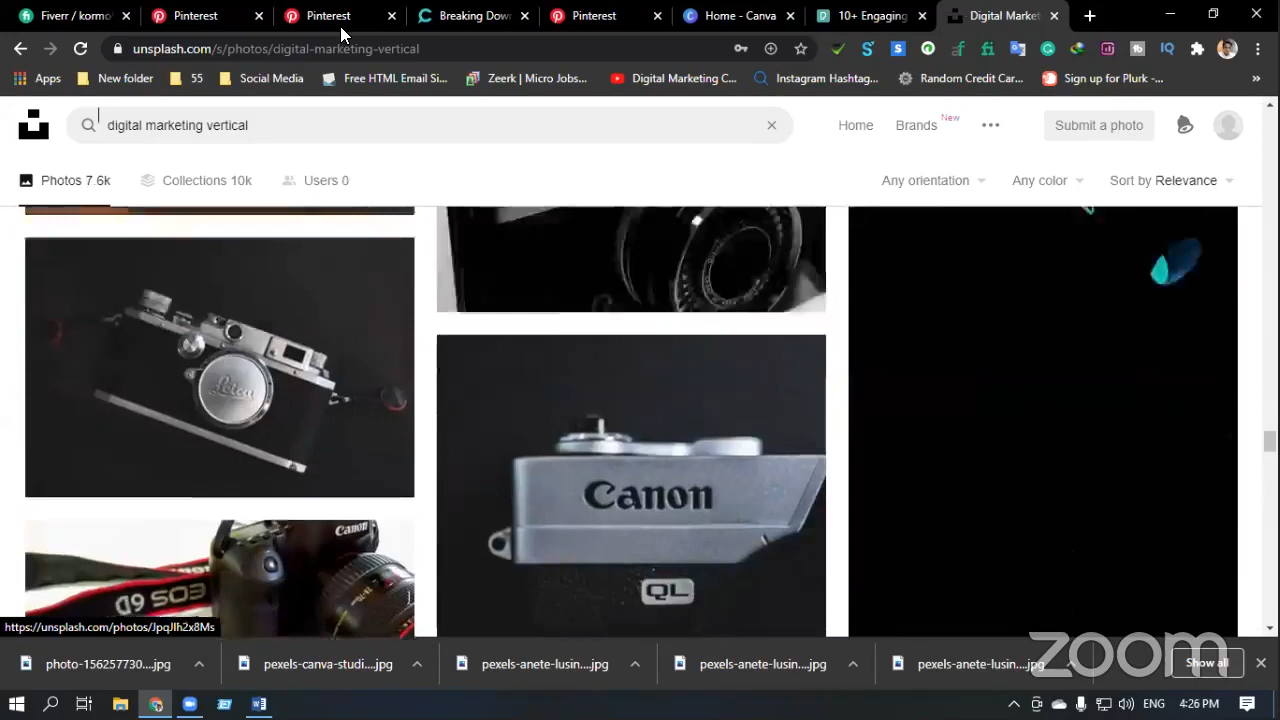 Fiverr / kormo
Pinterest
Pinterest
Breaking Dow
Pinterest
Home - Canva
10+ Engaging
Digital Market
unsplash.com/s/photos/digital-marketing-vertical
Apps
New folder
55
Social Media
Free HTML Email Si...
Zeerk | Micro Jobs...
Digital Marketing C...
Instagram Hashtag...
Random Credit Car...
Sign up for Plurk -...
»
digital marketing vertical
Home
Brands
New
Submit a photo
Photos 7.6k
Collections 10k
Users 0
Any orientation
Any color
Sort by Relevance
Leica
Canon
QL
Canon
EOS 6D
https://unsplash.com/photos/JpqJlh2x8Ms
photo-156257730....jpg
pexels-canva-studi....jpg
pexels-anete-lusin....jpg
pexels-anete-lusin....jpg
pexels-anete-lusin....jpg
Show all
zoom
ENG
4:26 PM